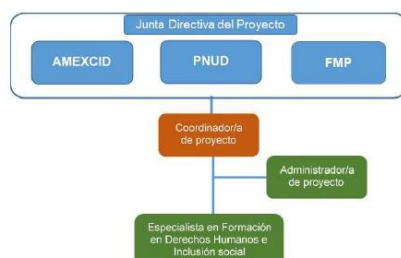 Junta Directiva del Proyecto
AMEXCID
PNUD
FMP
Coordinador/a
de proyecto
Administrador/a
de proyecto
Especialista en Formación
en Derechos Humanos e
Inclusión social